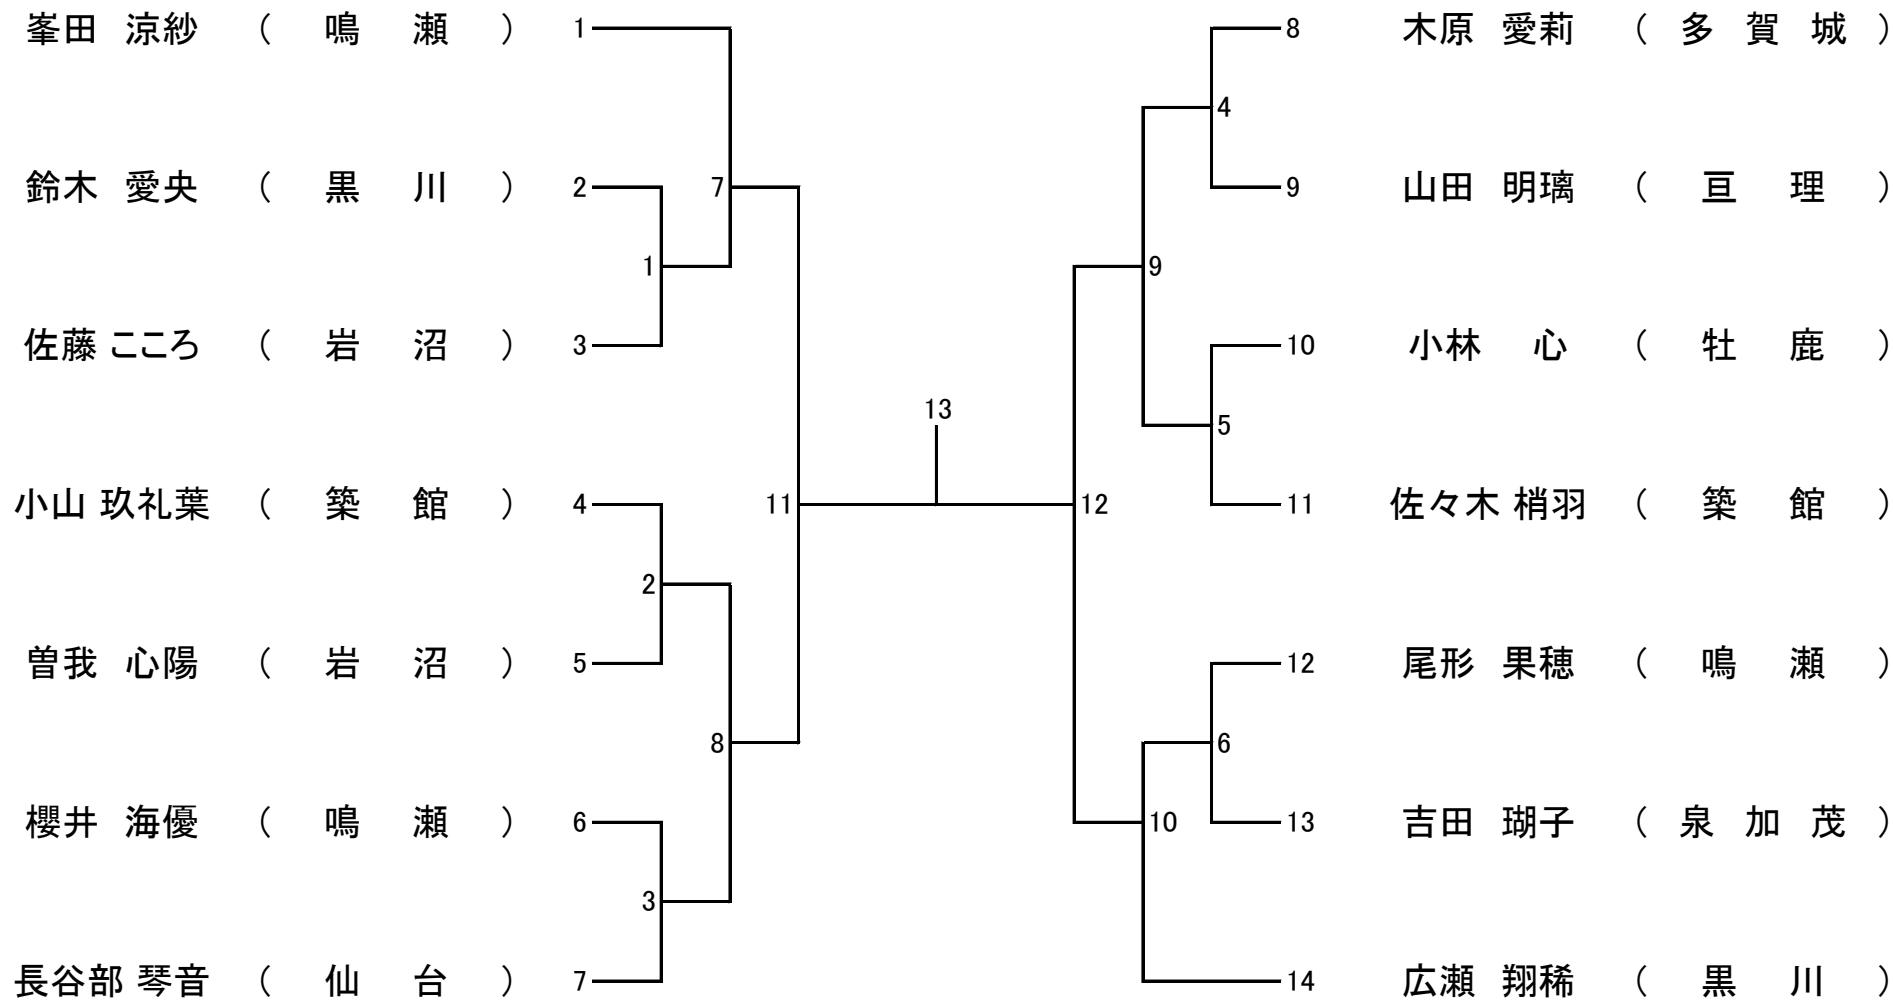 峯田 涼紗 （ 鳴 瀬 ） 1
8 木原 愛莉 （ 多 賀 城 ）
4
鈴木 愛央 （ 黒 川 ） 2
7
9 山田 明璃 （ 亘 理 ）
1
9
佐藤 こころ （ 岩 沼 ） 3
10 小林 心 （ 牡 鹿 ）
13
5
小山 玖礼葉 （ 築 館 ） 4
11
12
11 佐々木 梢羽 （ 築 館 ）
2
曽我 心陽 （ 岩 沼 ） 5
12 尾形 果穂 （ 鳴 瀬 ）
8
6
櫻井 海優 （ 鳴 瀬 ） 6
10
13 吉田 瑚子 （ 泉 加 茂 ）
3
長谷部 琴音 （ 仙 台 ） 7
14 広瀬 翔稀 （ 黒 川 ）